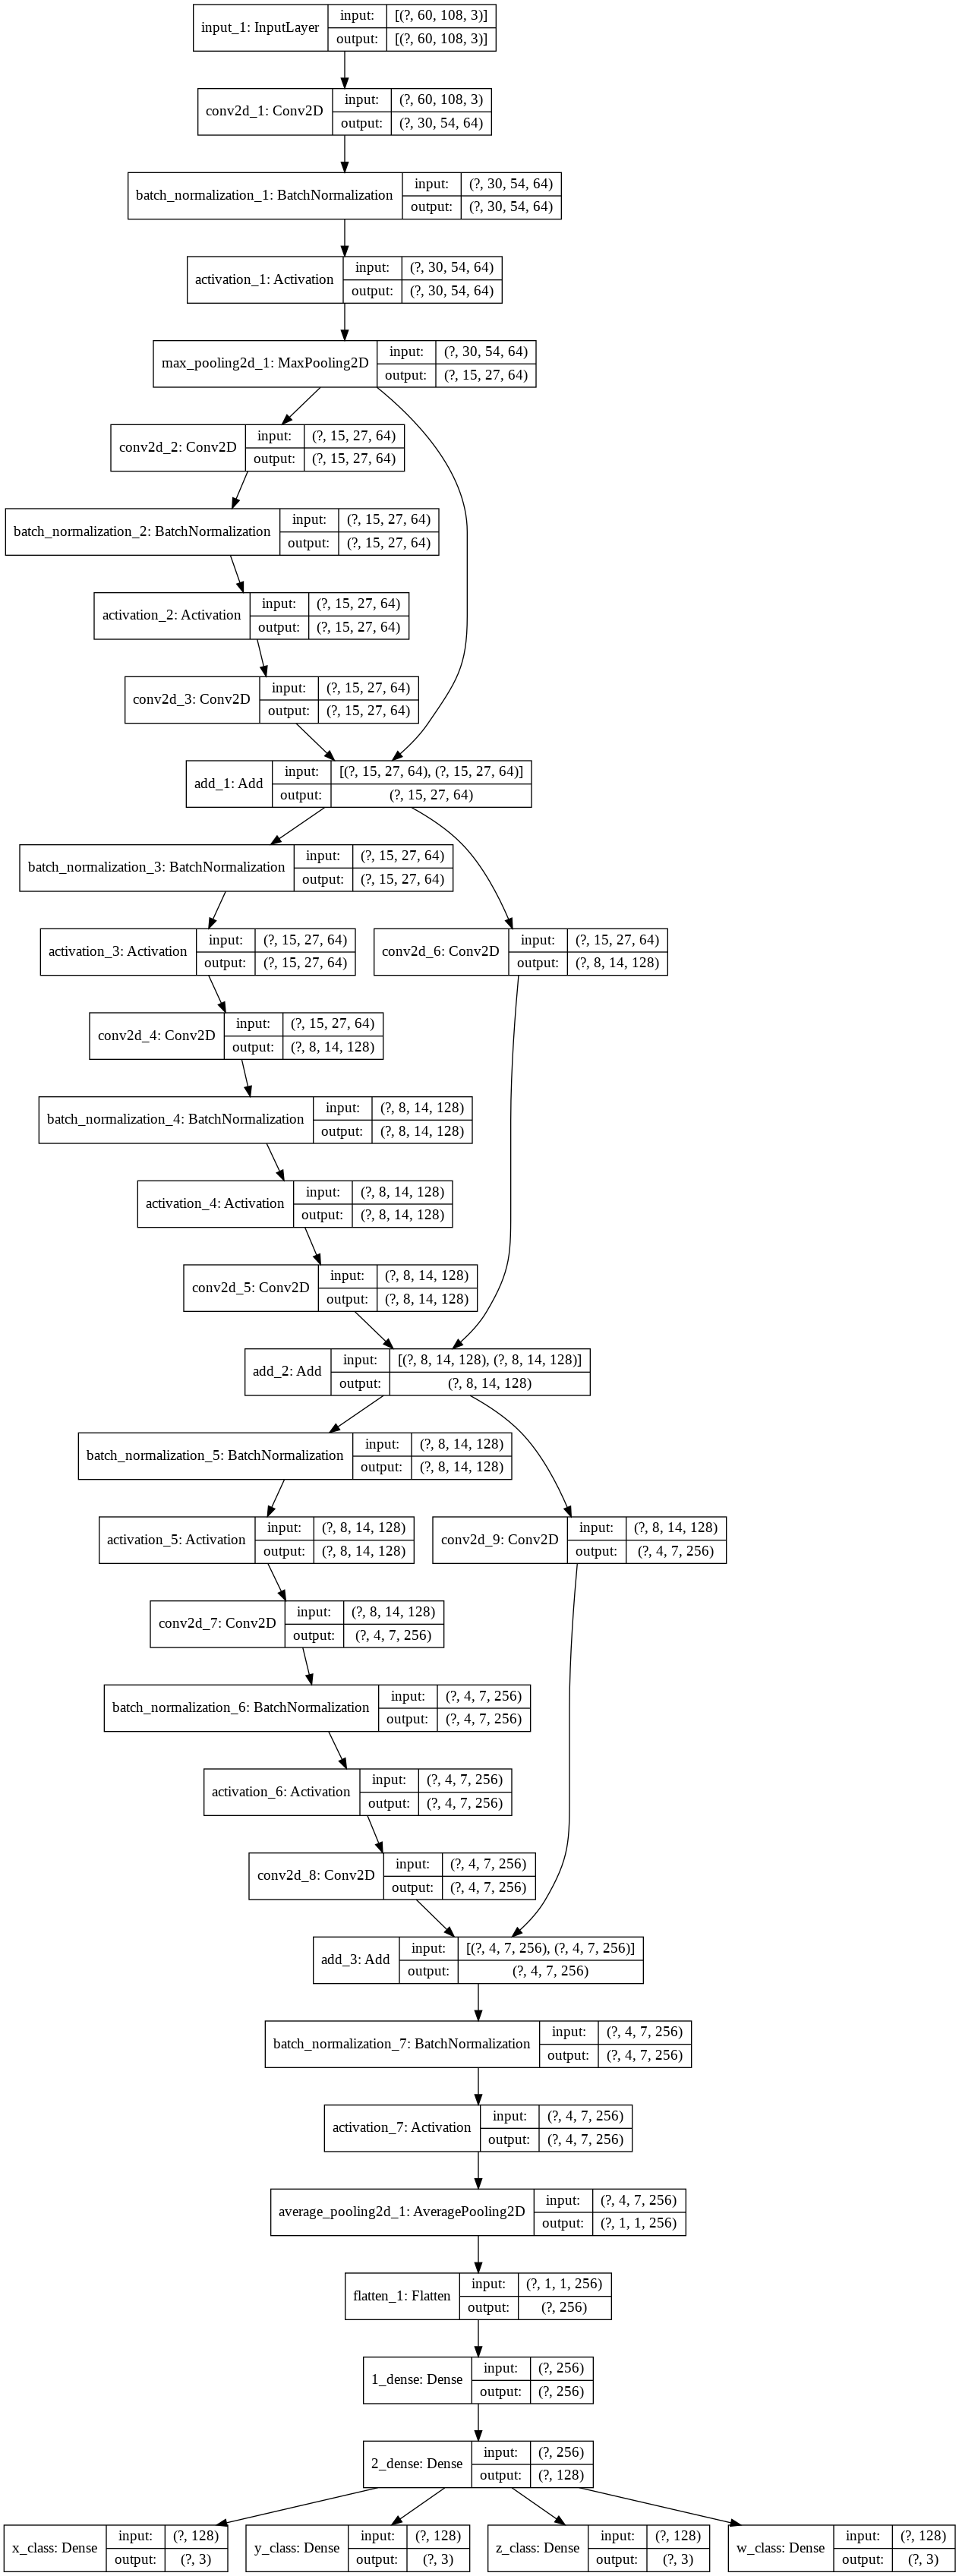 input_1: InputLayer
input: [(?, 60, 108, 3)]
output: [(?, 60, 108, 3)]
conv2d_1: Conv2D
input: (?, 60, 108, 3)
output: (?, 30, 54, 64)
batch_normalization_1: BatchNormalization
input: (?, 30, 54, 64)
output: (?, 30, 54, 64)
activation_1: Activation
input: (?, 30, 54, 64)
output: (?, 30, 54, 64)
max_pooling2d_1: MaxPooling2D
input: (?, 30, 54, 64)
output: (?, 15, 27, 64)
conv2d_2: Conv2D
input: (?, 15, 27, 64)
output: (?, 15, 27, 64)
batch_normalization_2: BatchNormalization
input: (?, 15, 27, 64)
output: (?, 15, 27, 64)
activation_2: Activation
input: (?, 15, 27, 64)
output: (?, 15, 27, 64)
conv2d_3: Conv2D
input: (?, 15, 27, 64)
output: (?, 15, 27, 64)
add_1: Add
input: [(?, 15, 27, 64), (?, 15, 27, 64)]
output: (?, 15, 27, 64)
batch_normalization_3: BatchNormalization
input: (?, 15, 27, 64)
output: (?, 15, 27, 64)
activation_3: Activation
input: (?, 15, 27, 64)
output: (?, 15, 27, 64)
conv2d_6: Conv2D
input: (?, 15, 27, 64)
output: (?, 8, 14, 128)
conv2d_4: Conv2D
input: (?, 15, 27, 64)
output: (?, 8, 14, 128)
batch_normalization_4: BatchNormalization
input: (?, 8, 14, 128)
output: (?, 8, 14, 128)
activation_4: Activation
input: (?, 8, 14, 128)
output: (?, 8, 14, 128)
conv2d_5: Conv2D
input: (?, 8, 14, 128)
output: (?, 8, 14, 128)
add_2: Add
input: [(?, 8, 14, 128), (?, 8, 14, 128)]
output: (?, 8, 14, 128)
batch_normalization_5: BatchNormalization
input: (?, 8, 14, 128)
output: (?, 8, 14, 128)
activation_5: Activation
input: (?, 8, 14, 128)
output: (?, 8, 14, 128)
conv2d_9: Conv2D
input: (?, 8, 14, 128)
output: (?, 4, 7, 256)
conv2d_7: Conv2D
input: (?, 8, 14, 128)
output: (?, 4, 7, 256)
batch_normalization_6: BatchNormalization
input: (?, 4, 7, 256)
output: (?, 4, 7, 256)
activation_6: Activation
input: (?, 4, 7, 256)
output: (?, 4, 7, 256)
conv2d_8: Conv2D
input: (?, 4, 7, 256)
output: (?, 4, 7, 256)
add_3: Add
input: [(?, 4, 7, 256), (?, 4, 7, 256)]
output: (?, 4, 7, 256)
batch_normalization_7: BatchNormalization
input: (?, 4, 7, 256)
output: (?, 4, 7, 256)
activation_7: Activation
input: (?, 4, 7, 256)
output: (?, 4, 7, 256)
average_pooling2d_1: AveragePooling2D
input: (?, 4, 7, 256)
output: (?, 1, 1, 256)
flatten_1: Flatten
input: (?, 1, 1, 256)
output: (?, 256)
1_dense: Dense
input: (?, 256)
output: (?, 256)
2_dense: Dense
input: (?, 256)
output: (?, 128)
x_class: Dense
input: (?, 128)
output: (?, 3)
y_class: Dense
input: (?, 128)
output: (?, 3)
z_class: Dense
input: (?, 128)
output: (?, 3)
w_class: Dense
input: (?, 128)
output: (?, 3)